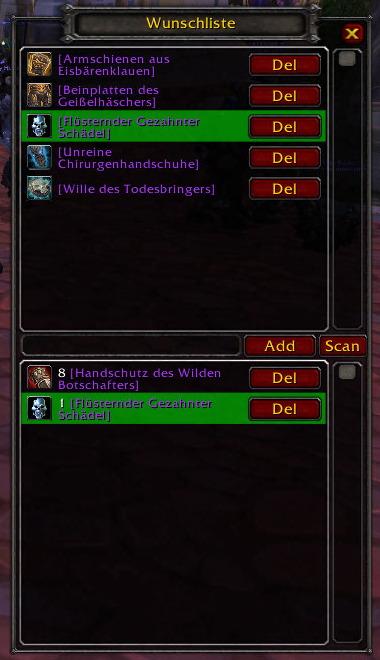 Wunschliste
[Armschienen aus
Eisbärenklauen]
Del
[Beinplatten des
Geißelhäschers]
Del
[Flüsternder Gezahnter
Schädel]
Del
[Unreine
Chirurgenhandschuhe]
Del
[Wille des Todesbringers]
Del
Add
Scan
8 [Handschutz des Wilden
Botschafters]
Del
1 [Flüsternder Gezahnter
Schädel]
Del